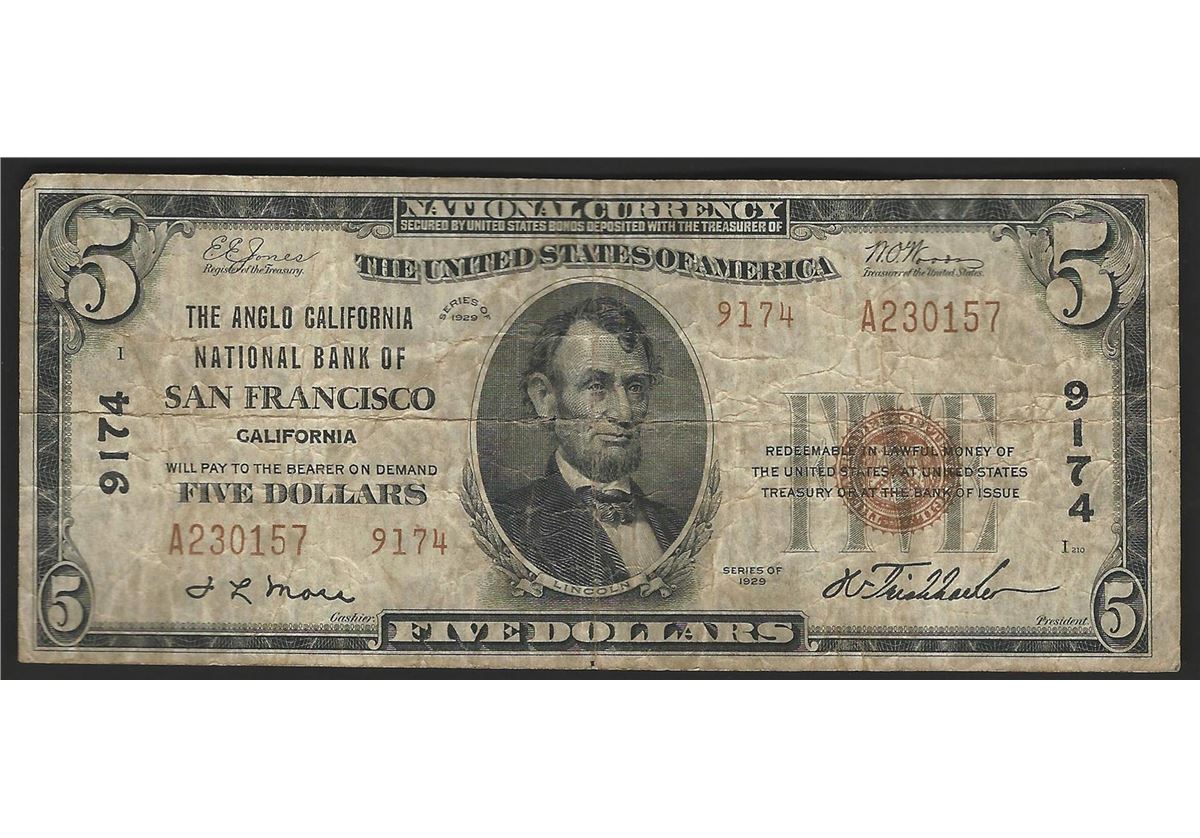 NATIONAL CURRENCY
SECURED BY UNITED STATES BONDS DEPOSITED WITH THE TREASURER OF
THE UNITED STATES OF AMERICA
5
5
E E Jones
Register of the Treasury.
W. O. Woods
Treasurer of the United States.
THE ANGLO CALIFORNIA
NATIONAL BANK OF
SAN FRANCISCO
CALIFORNIA
WILL PAY TO THE BEARER ON DEMAND
FIVE DOLLARS
A230157 9174
I
9174
SERIES OF
1929
LINCOLN
9174 A230157
FIVE
REDEEMABLE IN LAWFUL MONEY OF
THE UNITED STATES AT UNITED STATES
TREASURY OR AT THE BANK OF ISSUE
9174
I 210
SERIES OF
1929
Cashier.
President.
5
FIVE DOLLARS
5